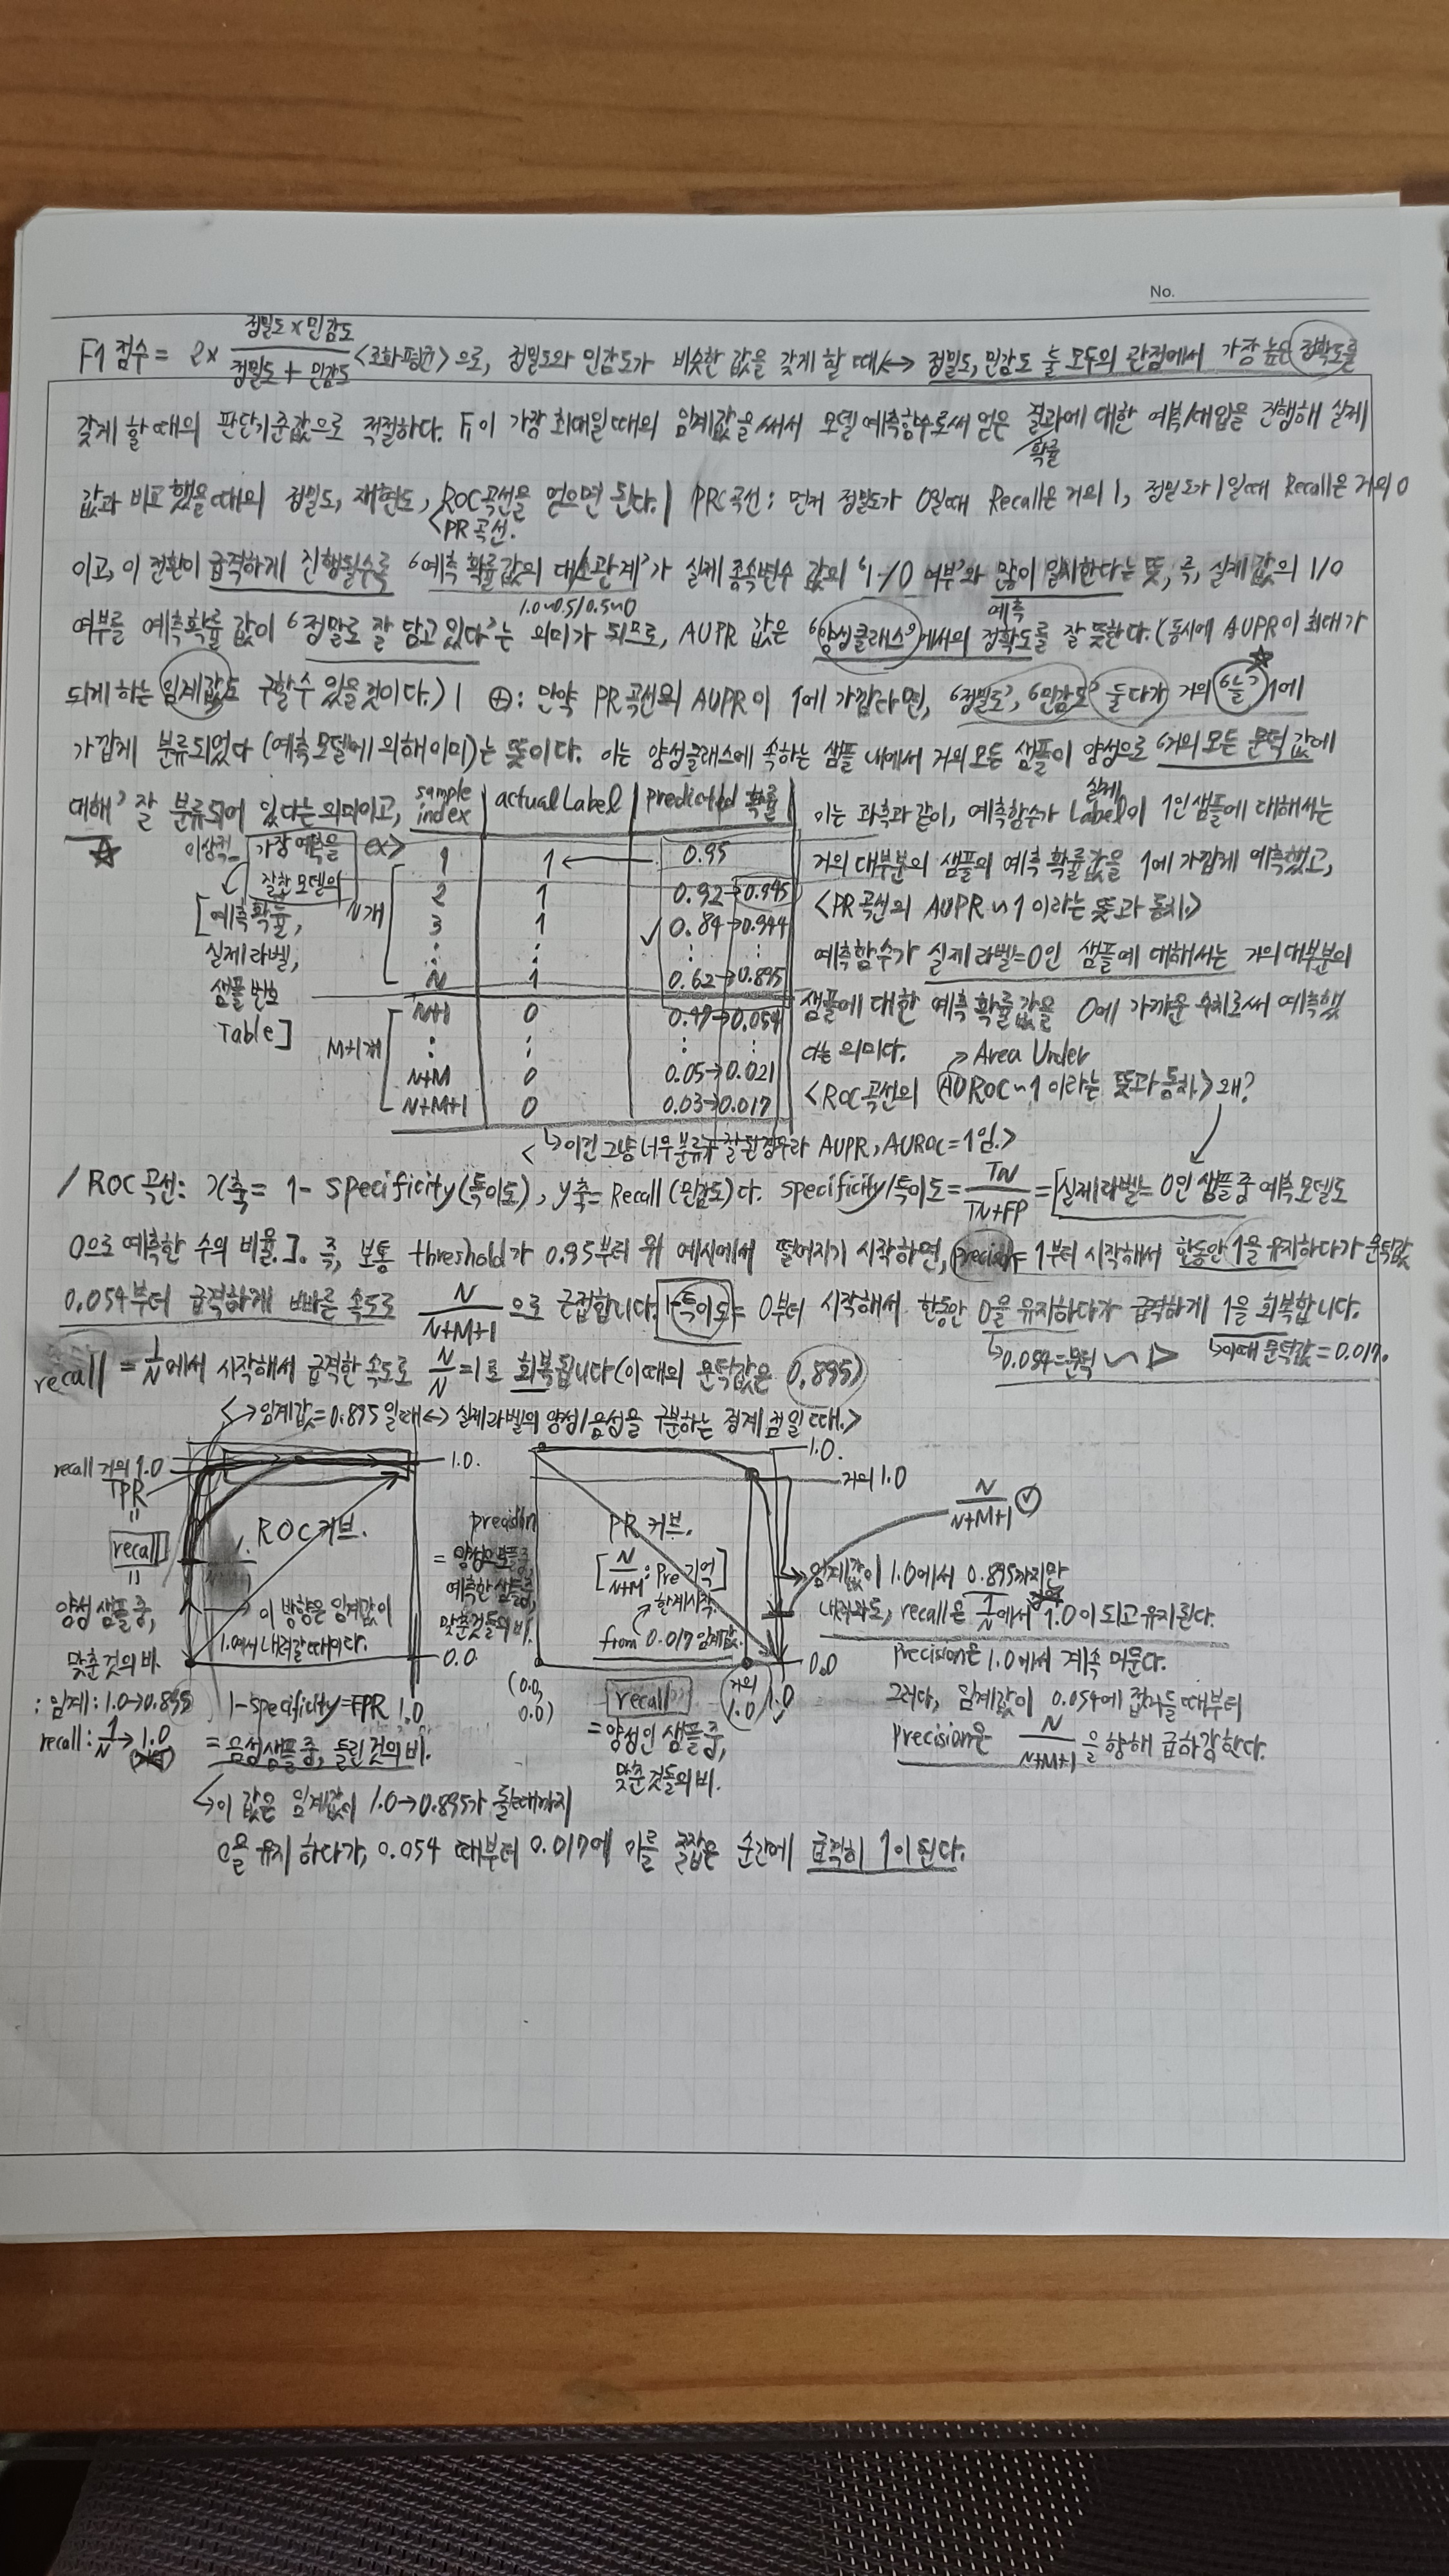 No.
F1 점수 = 2× 정밀도×민감도 / 정밀도 + 민감도 <조화평균>으로, 정밀도와 민감도가 비슷한 값을 갖게 할 때 ↔ 정밀도, 민감도 둘 모두의 관점에서 가장 높은 정확도를
갖게 할 때의 판단기준값으로 적절하다. F1이 가장 최대일 때의 임계값을 써서 모델 예측함수로써 얻은 결과에 대한 예측/대입을 진행해 실제
확률
값과 비교했을 때의 정밀도, 재현도, ROC곡선을 얻으면 된다. | PRC곡선: 먼저 정밀도가 0일때 Recall은 거의 1, 정밀도가 1일때 Recall은 거의 0
<PR곡선.
이고, 이 전환이 급격하게 진행될수록 '예측 확률값의 대소관계'가 실제 종속변수 값의 '1-/0 여부'와 많이 일치한다는 뜻, 즉, 실제 값의 1/0
1.0~0.5/0.5~0 예측
여부를 예측확률 값이 '정말로 잘 담고 있다'는 의미가 되므로, AUPR 값은 '양성클래스'에서의 정확도를 잘 뜻한다. (동시에 AUPR이 최대가
되게 하는 임계값도 구할 수 있을 것이다.) | ⊕: 만약 PR곡선의 AUPR이 1에 가깝다면, '정밀도', '민감도' 둘다가 거의 '늘' 1에
가깝게 분류되었다 (예측 모델에 의해 이미)는 뜻이다. 이는 양성클래스에 속하는 샘플 내에서 거의 모든 샘플이 양성으로 '거의 모든 문턱값에
대해' 잘 분류되어 있다는 의미이고,
sample index | actual Label | predicted 확률
이상적_ 가장 예측을 잘한 모델의 ex>
[예측 확률,
실제 라벨,
샘플 번호
Table]
N개
1 1 ← 0.95
2 1 0.92→0.945
3 1 0.84→0.944
⋮ ⋮ ⋮ ⋮
N 1 0.62→0.895
M+1개
N+1 0 0.47→0.054
⋮ ⋮ ⋮ ⋮
N+M 0 0.05→0.021
N+M+1 0 0.03→0.017
실제
이는 좌측과 같이, 예측함수가 Label이 1인 샘플에 대해서는
거의 대부분의 샘플의 예측 확률값을 1에 가깝게 예측했고,
<PR곡선의 AUPR ~ 1 이라는 뜻과 동치.>
예측함수가 실제 라벨=0인 샘플에 대해서는 거의 대부분의
샘플에 대한 예측 확률값을 0에 가까운 수치로써 예측했
다는 의미다. → Area Under
<ROC곡선의 AUROC ~ 1 이라는 뜻과 동치> 왜?
<↳이건 그냥 너무 분류가 잘 된 경우라 AUPR, AUROC = 1임.>
/ ROC곡선: x축 = 1 - specificity(특이도), y축 = Recall(민감도)다. specificity/특이도 = TN / TN+FP = [실제라벨=0인 샘플 중 예측 모델도
0으로 예측한 수의 비율.]. 즉, 보통 threshold가 0.95부터 위 예시에서 떨어지기 시작하면, precision = 1부터 시작해서 한동안 1을 유지하다가 문턱값
0.054부터 급격하게 빠른 속도로 N / N+M+1 으로 근접합니다. 1-특이도 = 0부터 시작해서 한동안 0을 유지하다가 급격하게 1을 회복합니다.
↳0.054=문턱 ↳이때 문턱값 = 0.017.
recall = 1/N에서 시작해서 급격한 속도로 N/N = 1로 회복됩니다 (이때의 문턱값은 0.895)
<→임계값=0.895일때 ↔ 실제라벨의 양성/음성을 구분하는 경계점일 때.>
recall 거의 1.0
TPR
=
recall
=
양성 샘플 중,
맞춘 것의 비.
: 임계: 1.0→0.895
recall: 1/N → 1.0
1.0.
ROC커브.
→ 이 방향은 임계값이
1.0에서 내려갈 때이다.
0.0
1-specificity=FPR 1.0
= 음성샘플 중, 틀린 것의 비.
↳이 값은 임계값이 1.0→0.895가 될 때까지
0을 유지하다가, 0.054 때부터 0.017에 이를 좁은 순간에 급격히 1이 된다.
precision
= 양성으로
예측한 샘플중,
맞춘것들의 비.
PR 커브.
[N / N+M : Pre 기억]
한계시작.
from 0.017 임계값.
(0.0,
0.0)
recall
거의 1.0 1.0
= 양성인 샘플 중,
맞춘 것들의 비.
1.0.
거의 1.0
0.0
N / N+M+1
임계값이 1.0에서 0.895까지만
내려와도, recall은 1/N에서 1.0이 되고 유지된다.
Precision은 1.0에서 계속 머문다.
그러다, 임계값이 0.054에 접어들 때부터
Precision은 N / N+M+1 을 향해 급하강한다.